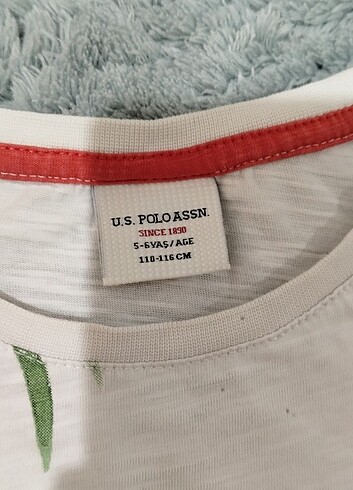 U.S. POLO ASSN.
SINCE 1890
5-6 YAŞ / AGE
110-116 CM